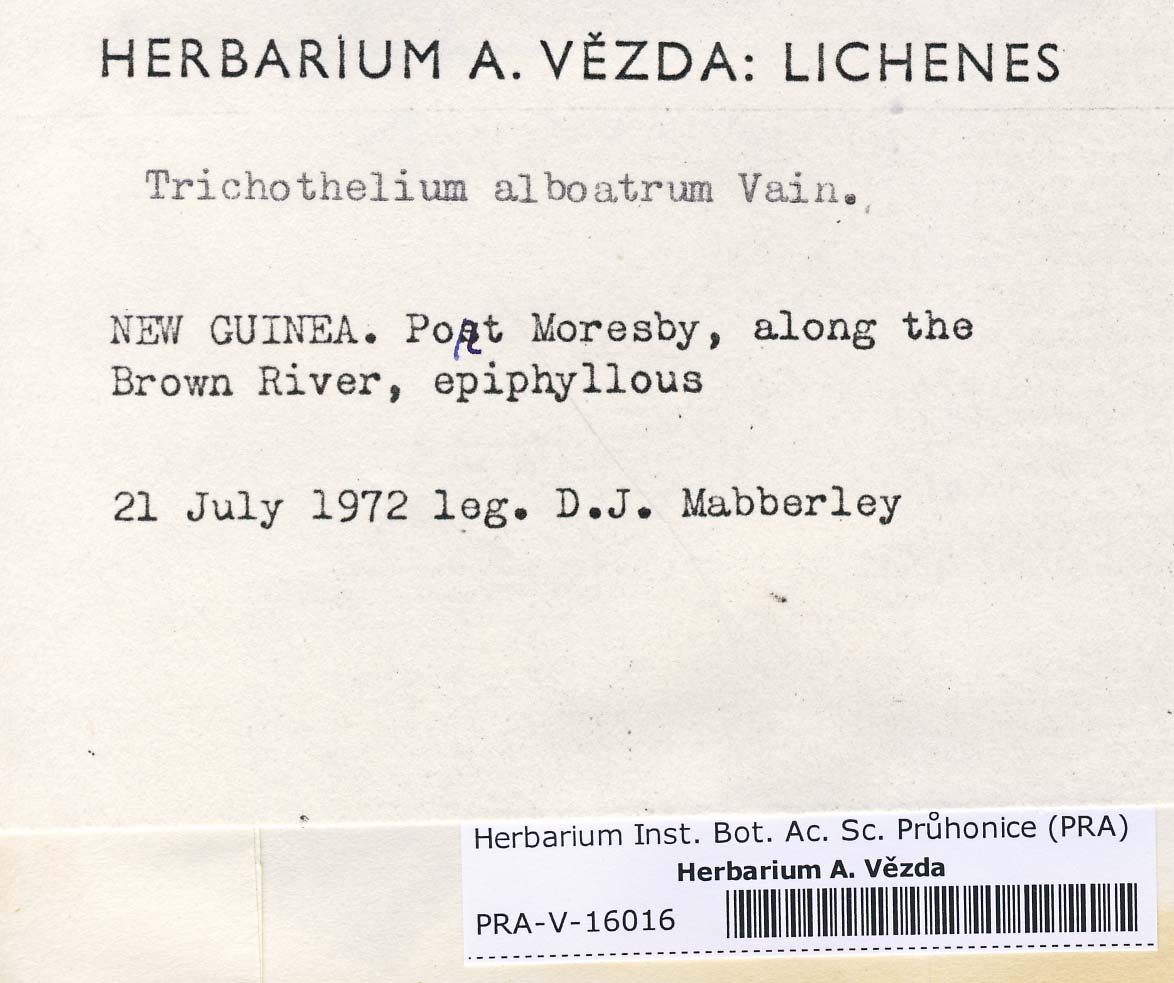 HERBARIUM A. VĚZDA: LICHENES
Trichothelium alboatrum Vain.
NEW GUINEA. Port Moresby, along the
Brown River, epiphyllous
21 July 1972 leg. D.J. Mabberley
Herbarium Inst. Bot. Ac. Sc. Průhonice (PRA)
Herbarium A. Vězda
PRA-V-16016